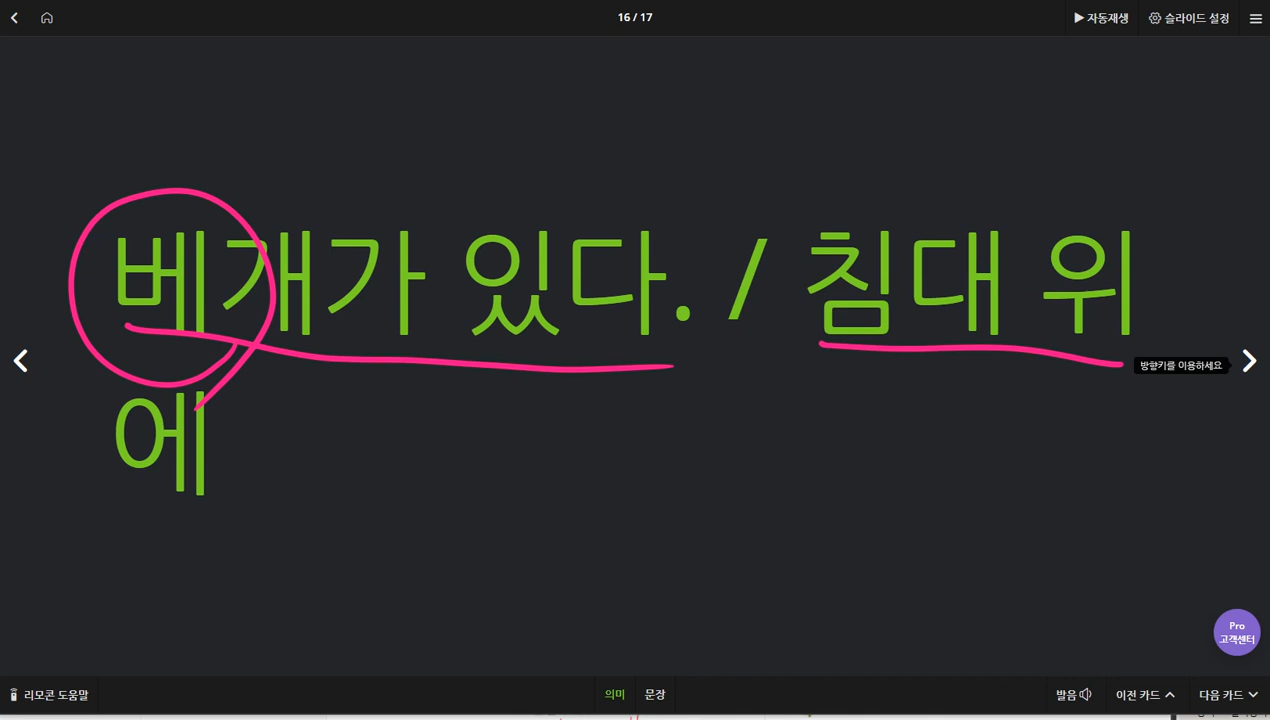 16 / 17
자동재생
슬라이드 설정
베개가 있다. / 침대 위
에
방향키를 이용하세요
Pro
고객센터
리모콘 도움말
의미
문장
발음
이전 카드
다음 카드